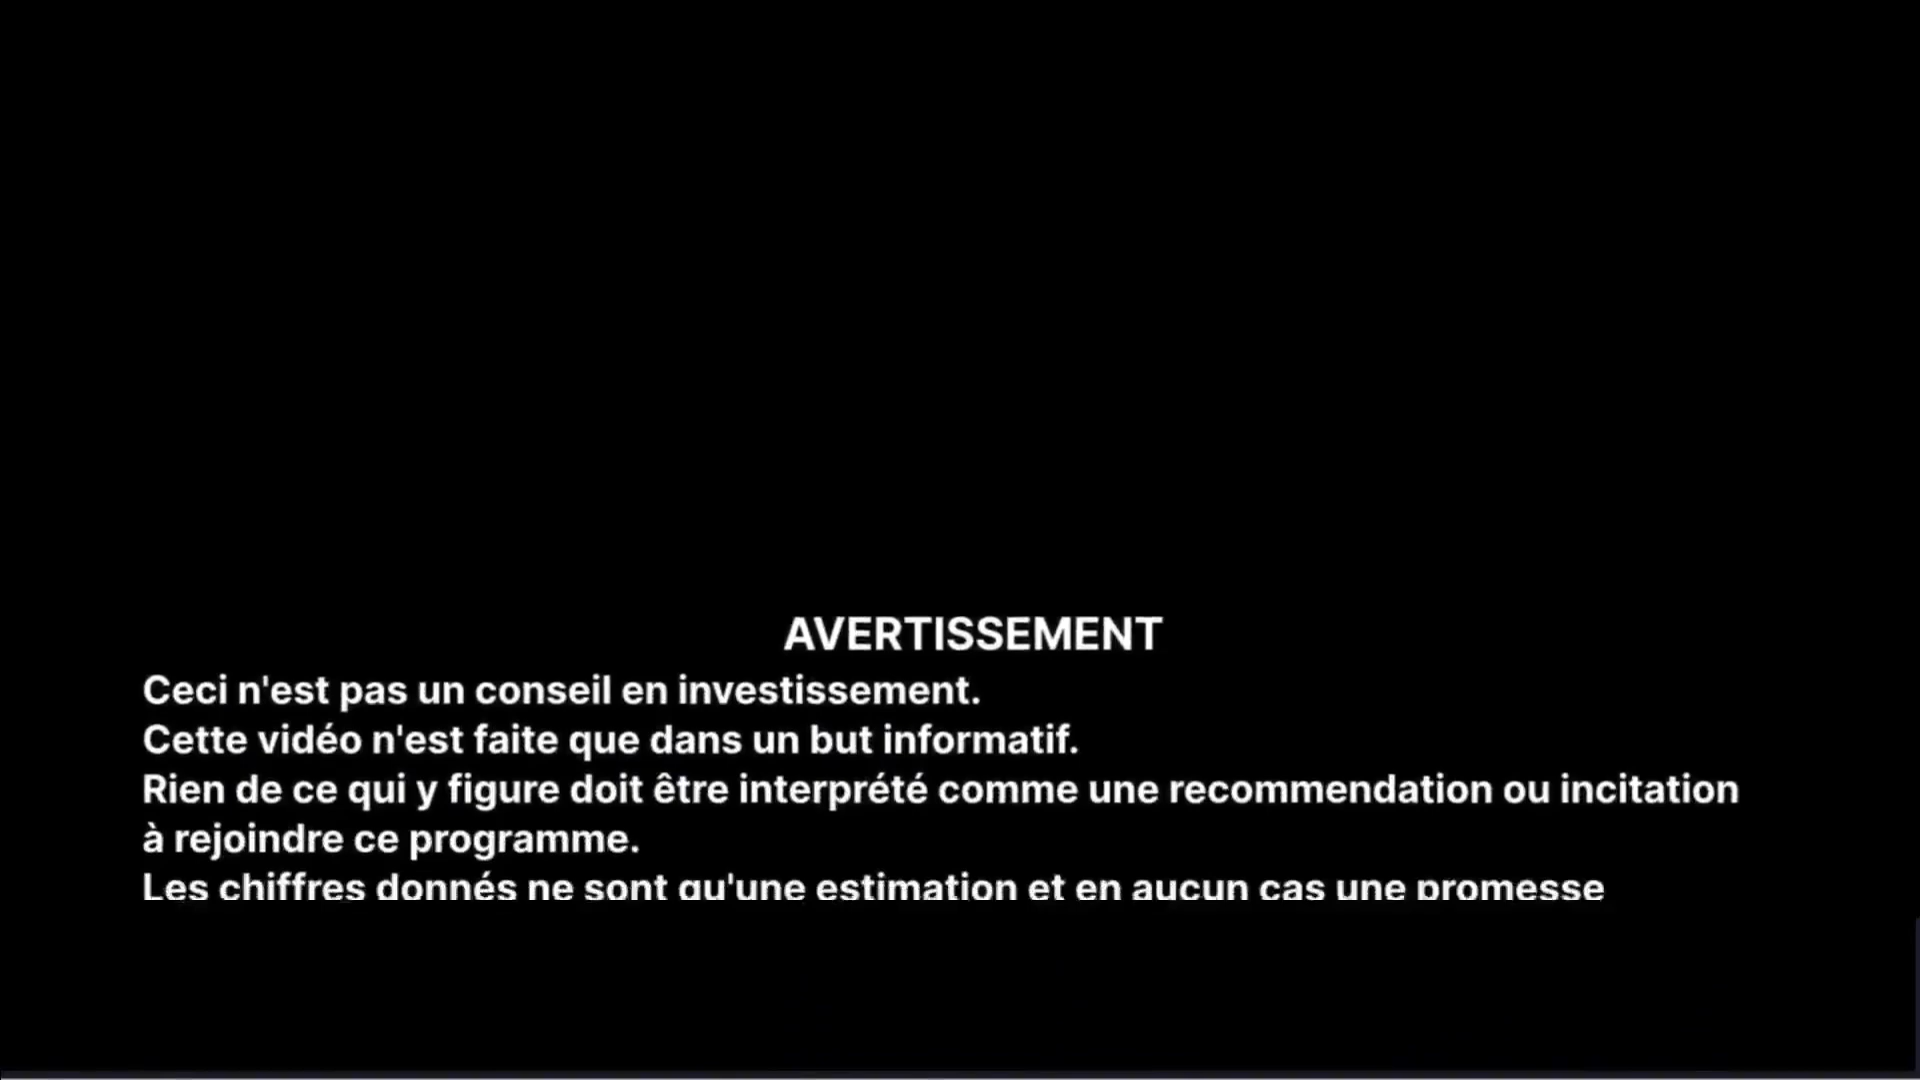 AVERTISSEMENT
Ceci n'est pas un conseil en investissement.
Cette vidéo n'est faite que dans un but informatif.
Rien de ce qui y figure doit être interprété comme une recommendation ou incitation
à rejoindre ce programme.
Les chiffres donnés ne sont qu'une estimation et en aucun cas une promesse